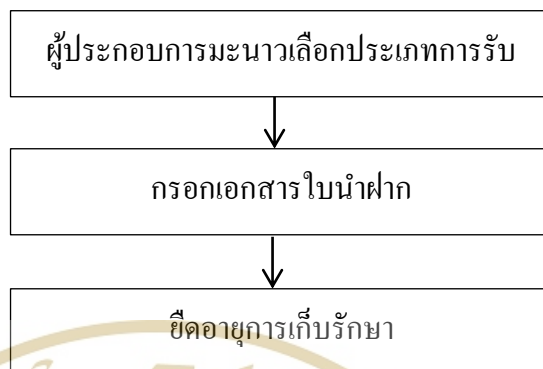 ผู้ประกอบการมะนาวเลือกประเภทการรับ
กรอกเอกสารใบนำฝาก
ยืดอายุการเก็บรักษา